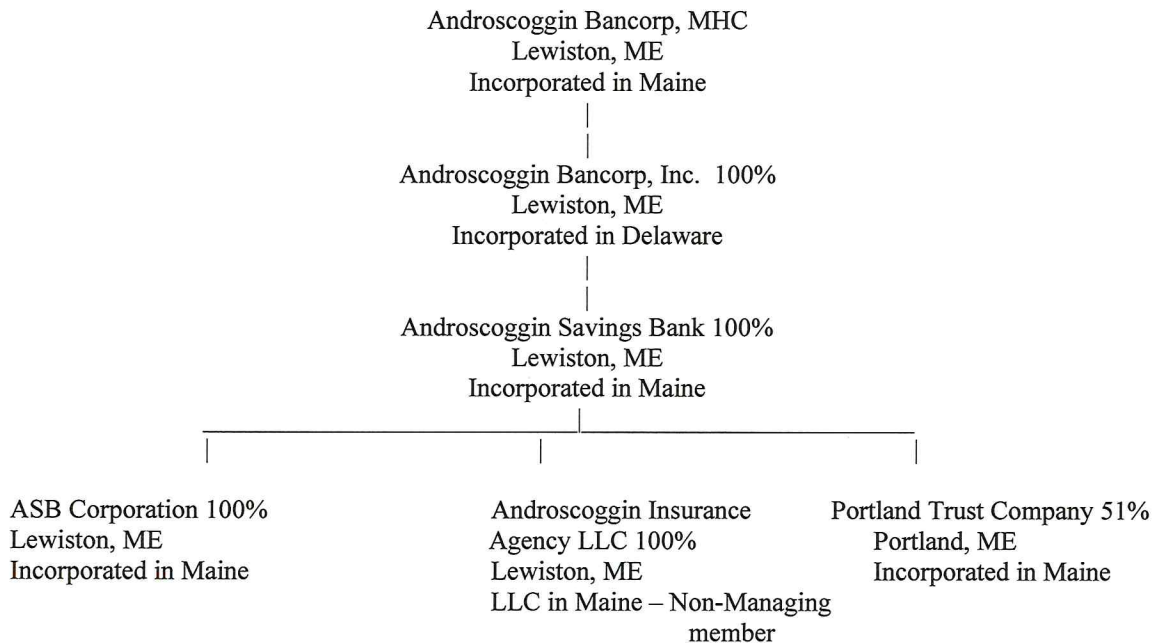 Androscoggin Bancorp, MHC
Lewiston, ME
Incorporated in Maine
Androscoggin Bancorp, Inc. 100%
Lewiston, ME
Incorporated in Delaware
Androscoggin Savings Bank 100%
Lewiston, ME
Incorporated in Maine
ASB Corporation 100%
Lewiston, ME
Incorporated in Maine
Androscoggin Insurance
Agency LLC 100%
Lewiston, ME
LLC in Maine – Non-Managing
member
Portland Trust Company 51%
Portland, ME
Incorporated in Maine